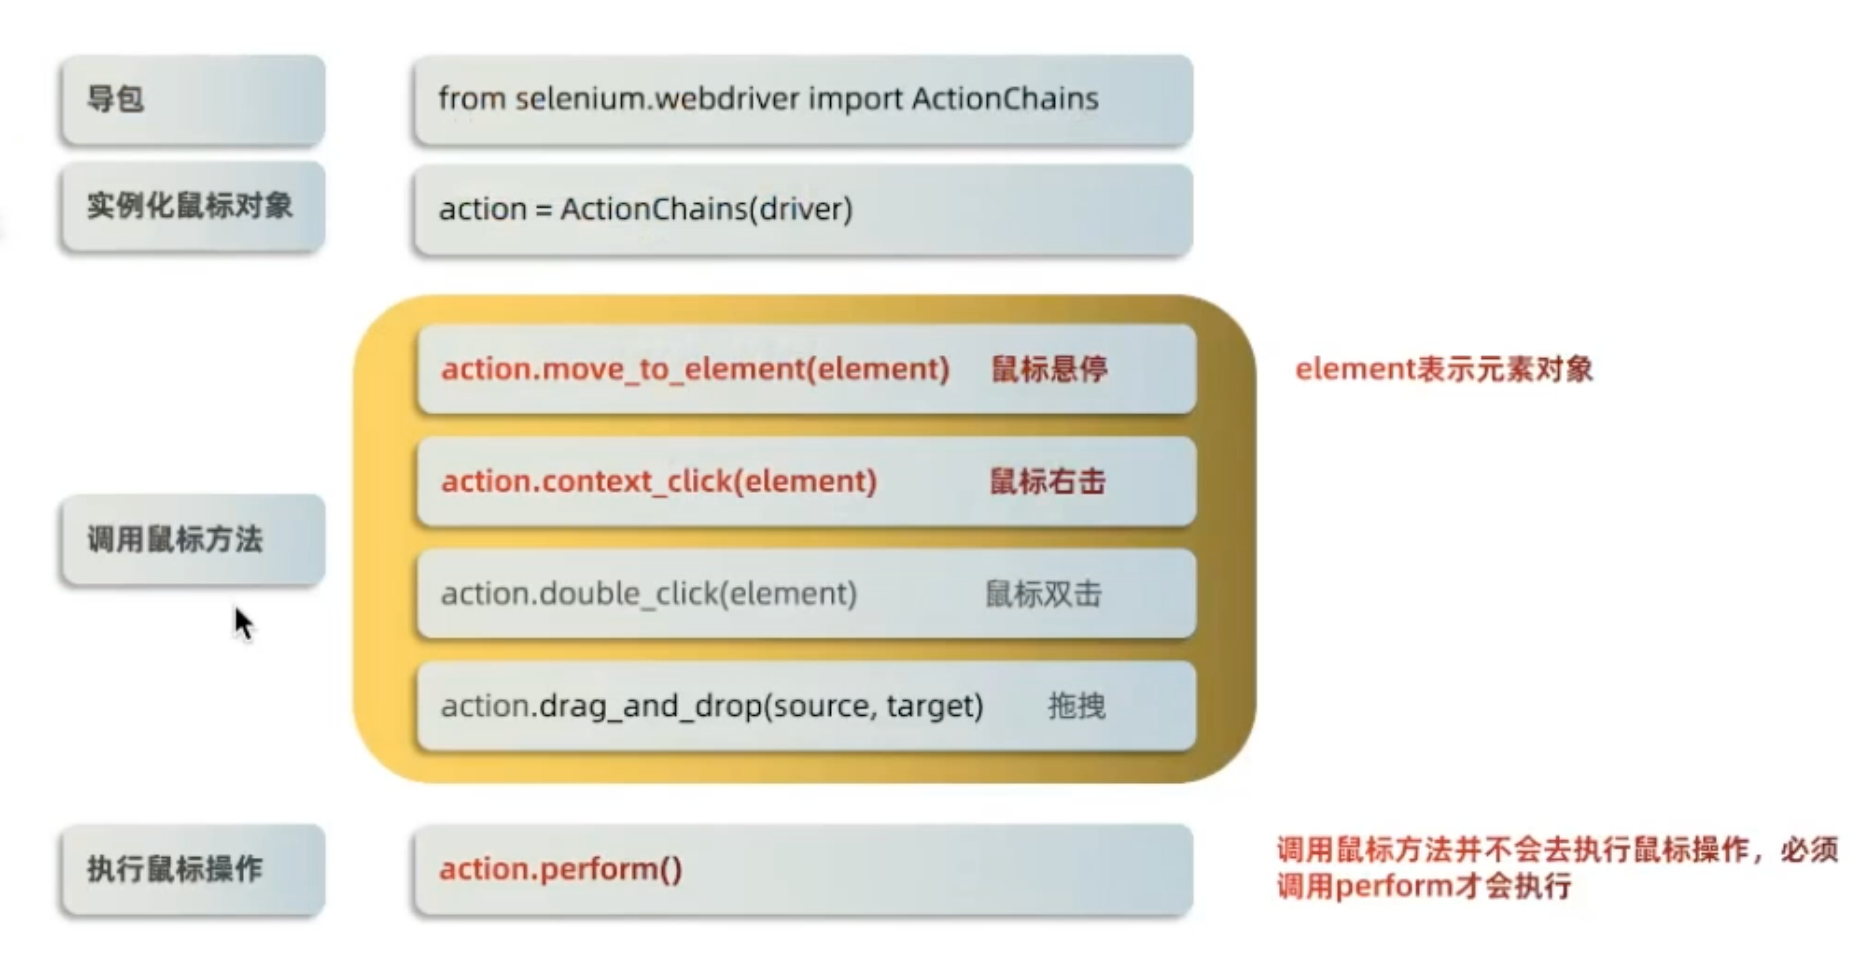 导包
from selenium.webdriver import ActionChains
实例化鼠标对象
action = ActionChains(driver)
action.move_to_element(element) 鼠标悬停
element表示元素对象
action.context_click(element) 鼠标右击
调用鼠标方法
action.double_click(element) 鼠标双击
action.drag_and_drop(source, target) 拖拽
执行鼠标操作
action.perform()
调用鼠标方法并不会去执行鼠标操作，必须
调用perform才会执行